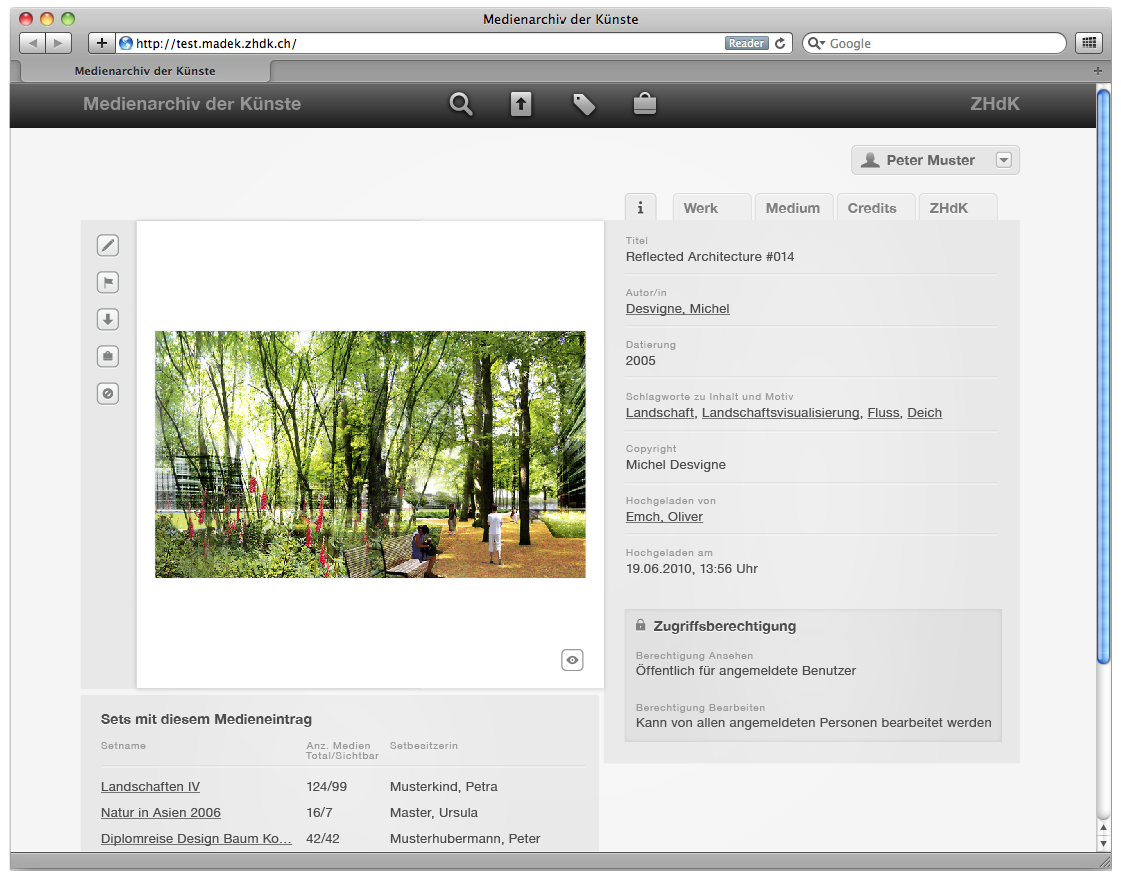 Medienarchiv der Künste
http://test.madek.zhdk.ch/
Reader
Google
Medienarchiv der Künste
Medienarchiv der Künste
ZHdK
Peter Muster
i
Werk
Medium
Credits
ZHdK
Titel
Reflected Architecture #014
Autor/in
Desvigne, Michel
Datierung
2005
Schlagworte zu Inhalt und Motiv
Landschaft, Landschaftsvisualisierung, Fluss, Deich
Copyright
Michel Desvigne
Hochgeladen von
Emch, Oliver
Hochgeladen am
19.06.2010, 13:56 Uhr
Zugriffsberechtigung
Berechtigung Ansehen
Öffentlich für angemeldete Benutzer
Berechtigung Bearbeiten
Kann von allen angemeldeten Personen bearbeitet werden
Sets mit diesem Medieneintrag
Setname
Anz. Medien
Total/Sichtbar
Setbesitzerin
Landschaften IV
124/99
Musterkind, Petra
Natur in Asien 2006
16/7
Master, Ursula
Diplomreise Design Baum Ko...
42/42
Musterhubermann, Peter